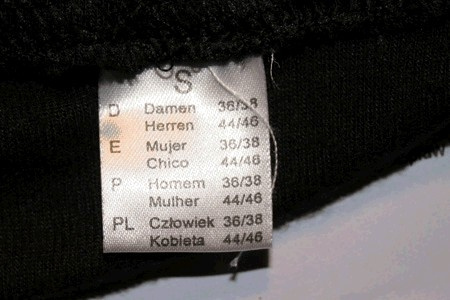 S
D Damen 36/38
Herren 44/46
E Mujer 36/38
Chico 44/46
P Homem 36/38
Mulher 44/46
PL Człowiek 36/38
Kobieta 44/46